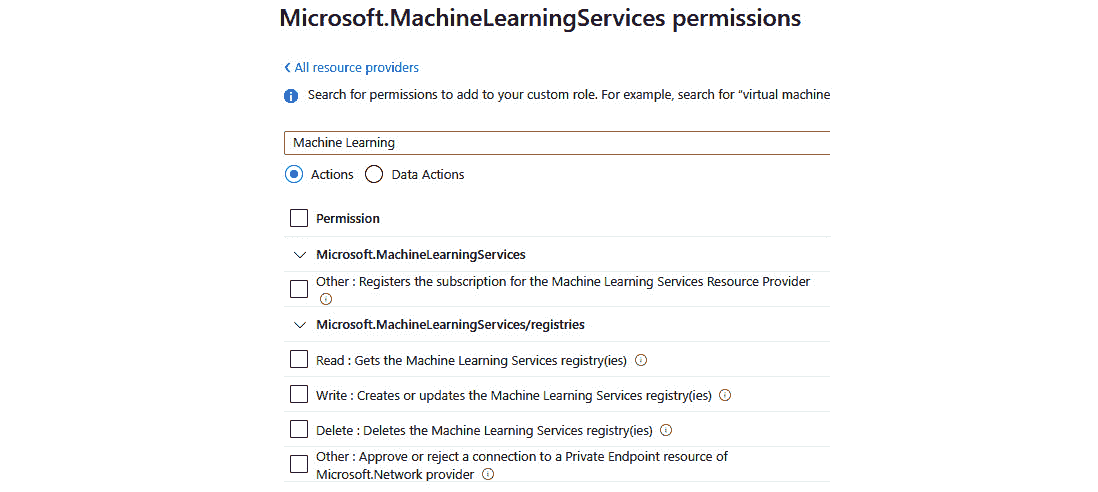 Microsoft.MachineLearningServices permissions
All resource providers
Search for permissions to add to your custom role. For example, search for "virtual machine
Machine Learning
Actions Data Actions
Permission
Microsoft.MachineLearningServices
Other : Registers the subscription for the Machine Learning Services Resource Provider
Microsoft.MachineLearningServices/registries
Read : Gets the Machine Learning Services registry(ies)
Write : Creates or updates the Machine Learning Services registry(ies)
Delete : Deletes the Machine Learning Services registry(ies)
Other : Approve or reject a connection to a Private Endpoint resource of
Microsoft.Network provider